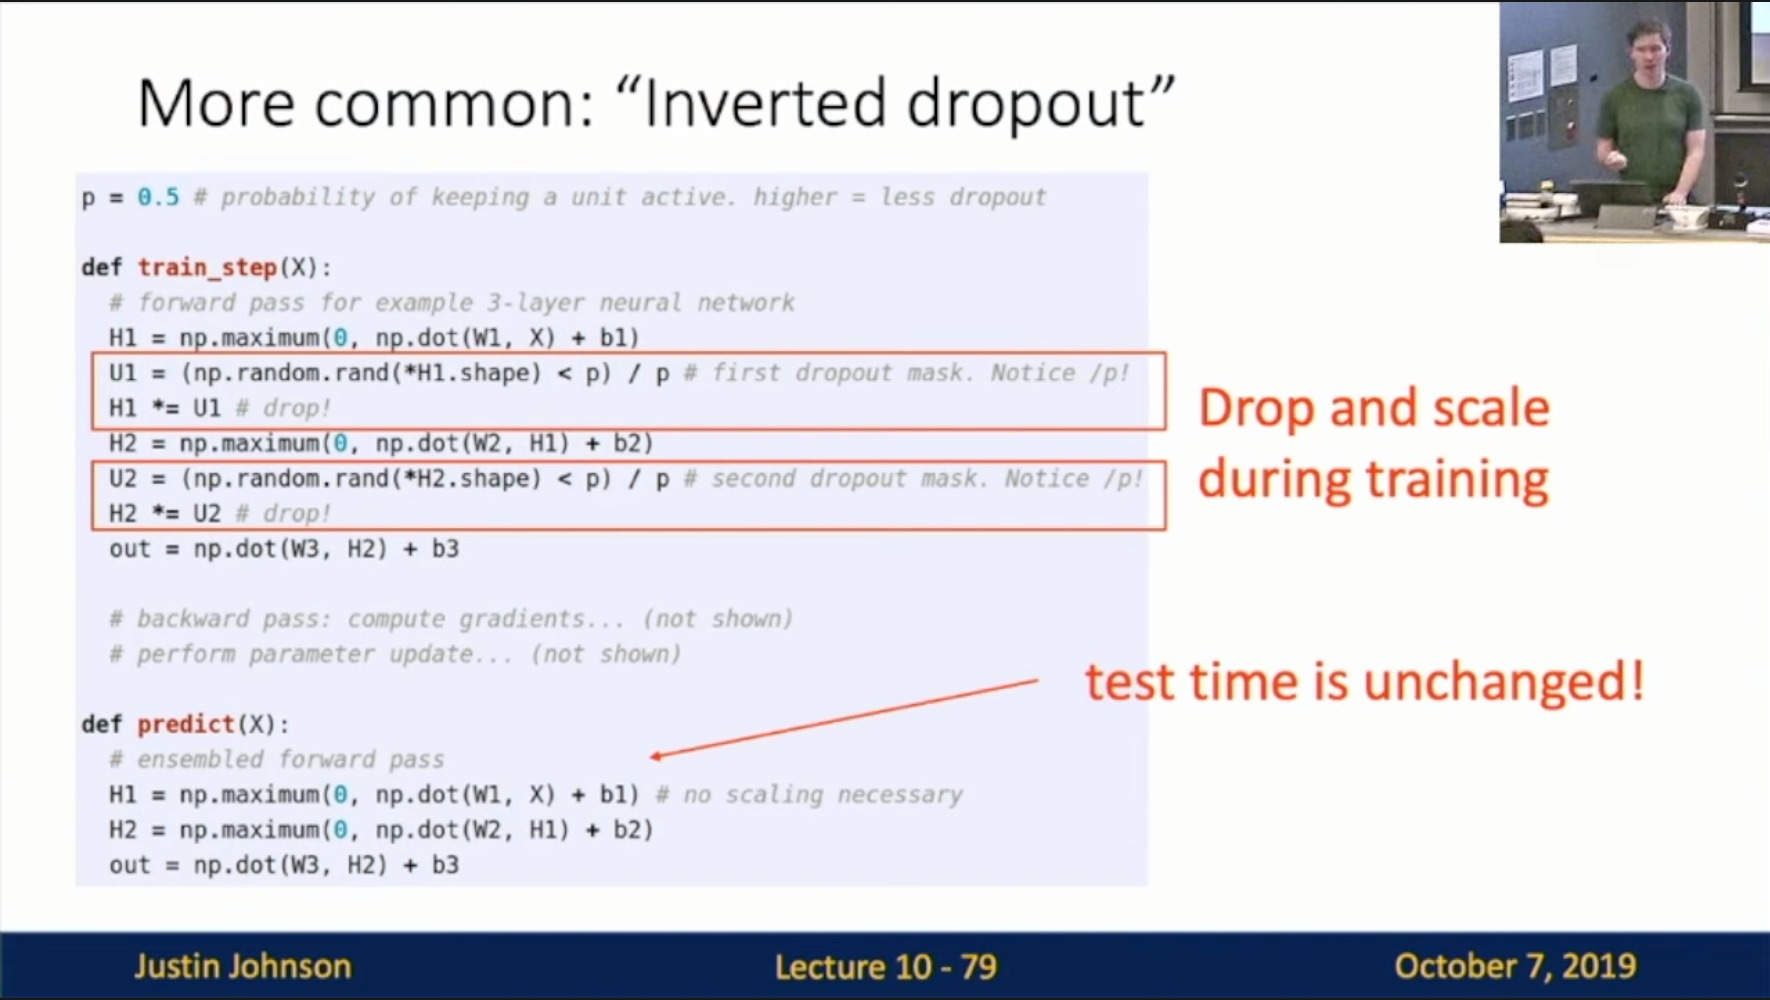 More common: “Inverted dropout”
p = 0.5 # probability of keeping a unit active. higher = less dropout
def train_step(X):
# forward pass for example 3-layer neural network
H1 = np.maximum(0, np.dot(W1, X) + b1)
U1 = (np.random.rand(*H1.shape) < p) / p # first dropout mask. Notice /p!
H1 *= U1 # drop!
H2 = np.maximum(0, np.dot(W2, H1) + b2)
U2 = (np.random.rand(*H2.shape) < p) / p # second dropout mask. Notice /p!
H2 *= U2 # drop!
out = np.dot(W3, H2) + b3
Drop and scale
during training
# backward pass: compute gradients... (not shown)
# perform parameter update... (not shown)
test time is unchanged!
def predict(X):
# ensembled forward pass
H1 = np.maximum(0, np.dot(W1, X) + b1) # no scaling necessary
H2 = np.maximum(0, np.dot(W2, H1) + b2)
out = np.dot(W3, H2) + b3
Justin Johnson
Lecture 10 - 79
October 7, 2019